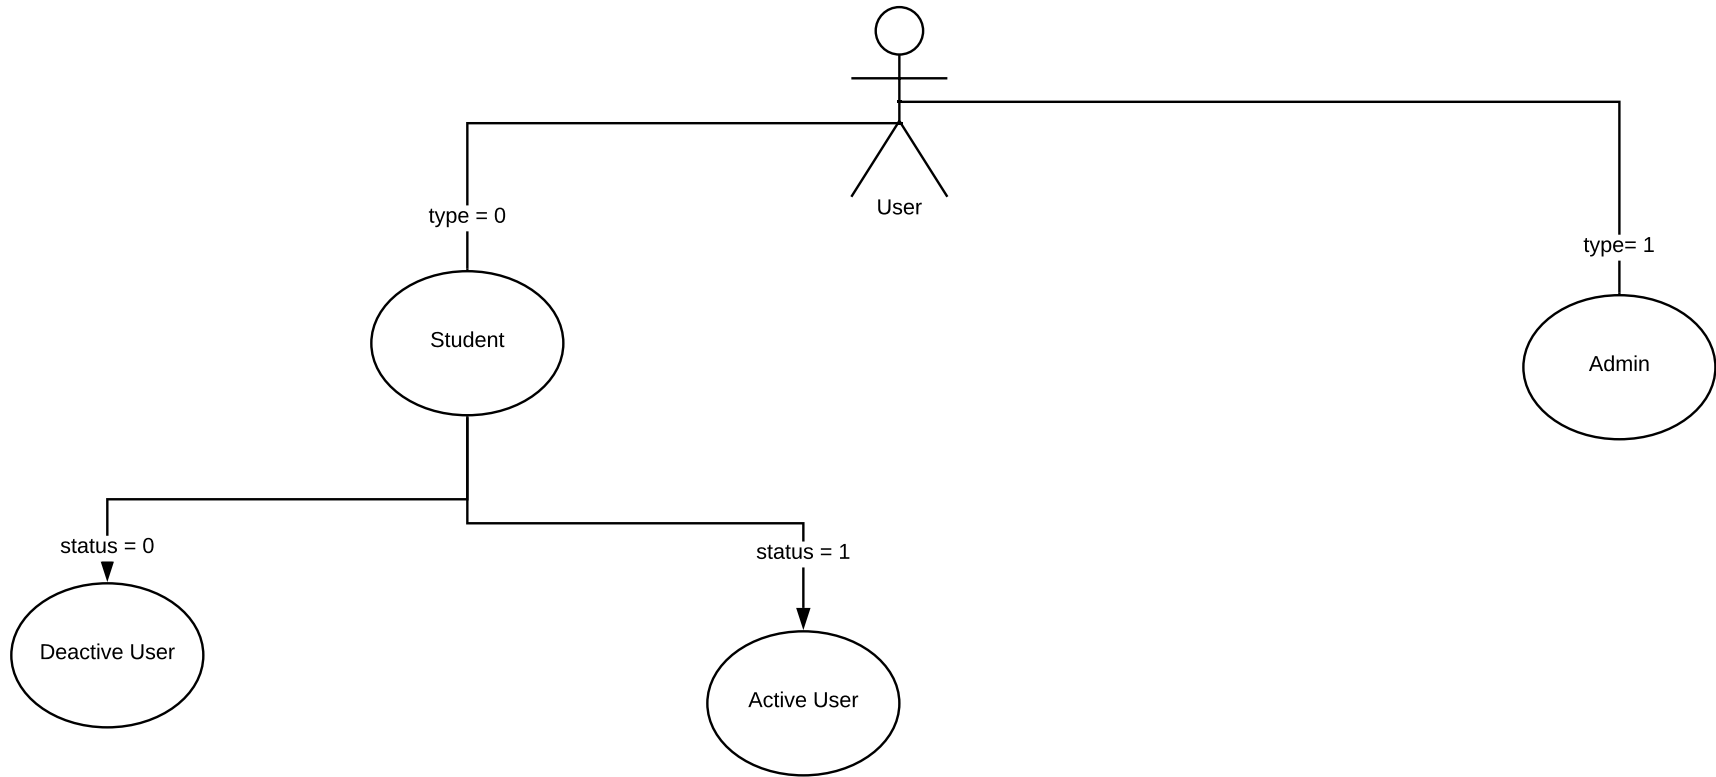 User
type = 0
type= 1
Student
Admin
status = 0
status = 1
Deactive User
Active User